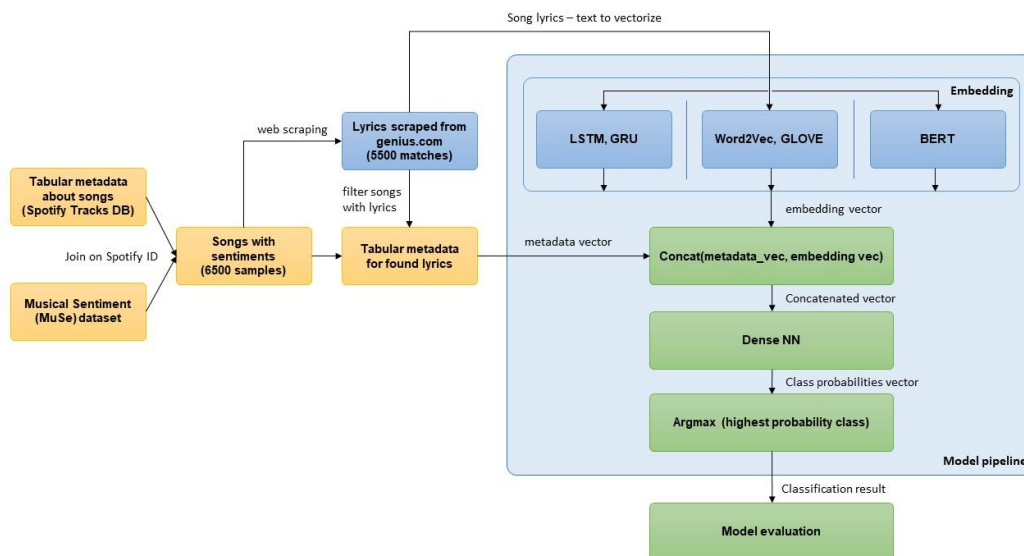 Song lyrics – text to vectorize
Embedding
LSTM, GRU
Word2Vec, GLOVE
BERT
web scraping
Lyrics scraped from
genius.com
(5500 matches)
Tabular metadata
about songs
(Spotify Tracks DB)
filter songs
with lyrics
embedding vector
Join on Spotify ID
Songs with
sentiments
(6500 samples)
Tabular metadata
for found lyrics
metadata vector
Concat(metadata_vec, embedding vec)
Musical Sentiment
(MuSe) dataset
Concatenated vector
Dense NN
Class probabilities vector
Argmax (highest probability class)
Model pipeline
Classification result
Model evaluation